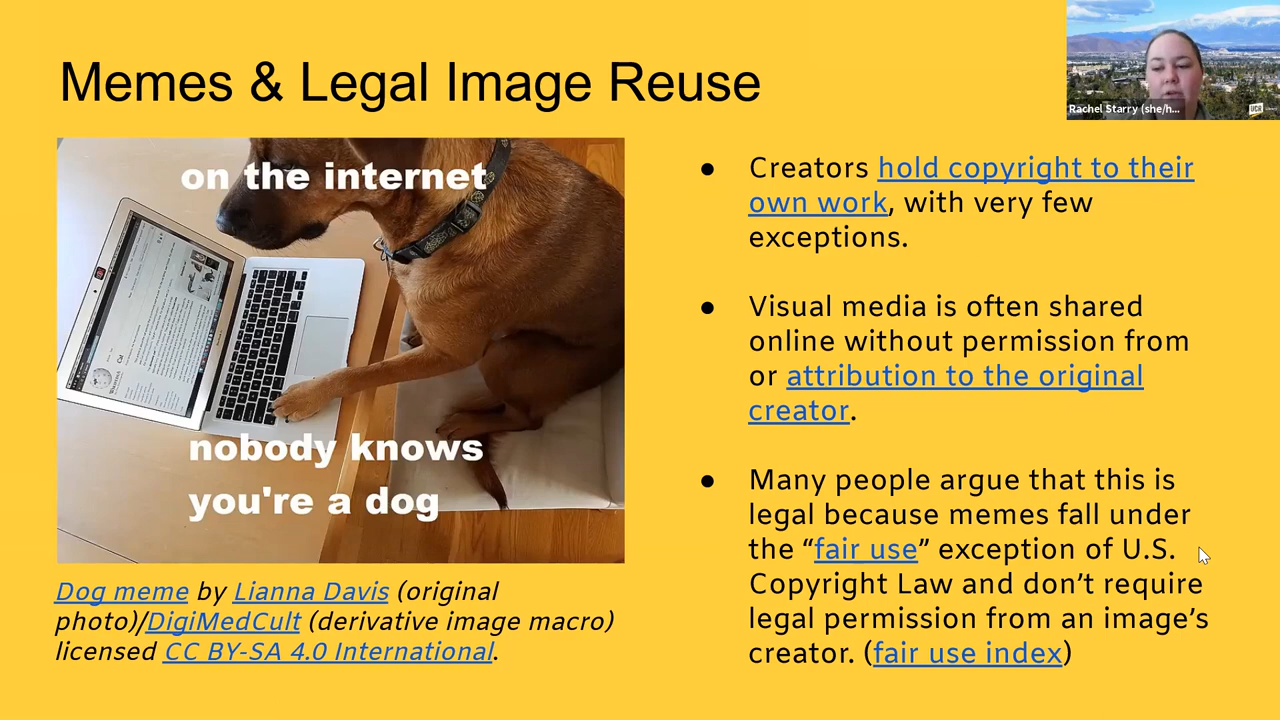 Memes & Legal Image Reuse
Rachel Starry (she/h...
UCR
on the internet
nobody knows
you're a dog
Dog meme by Lianna Davis (original
photo)/DigiMedCult (derivative image macro)
licensed CC BY-SA 4.0 International.
● Creators hold copyright to their
own work, with very few
exceptions.
● Visual media is often shared
online without permission from
or attribution to the original
creator.
● Many people argue that this is
legal because memes fall under
the “fair use” exception of U.S.
Copyright Law and don’t require
legal permission from an image’s
creator. (fair use index)